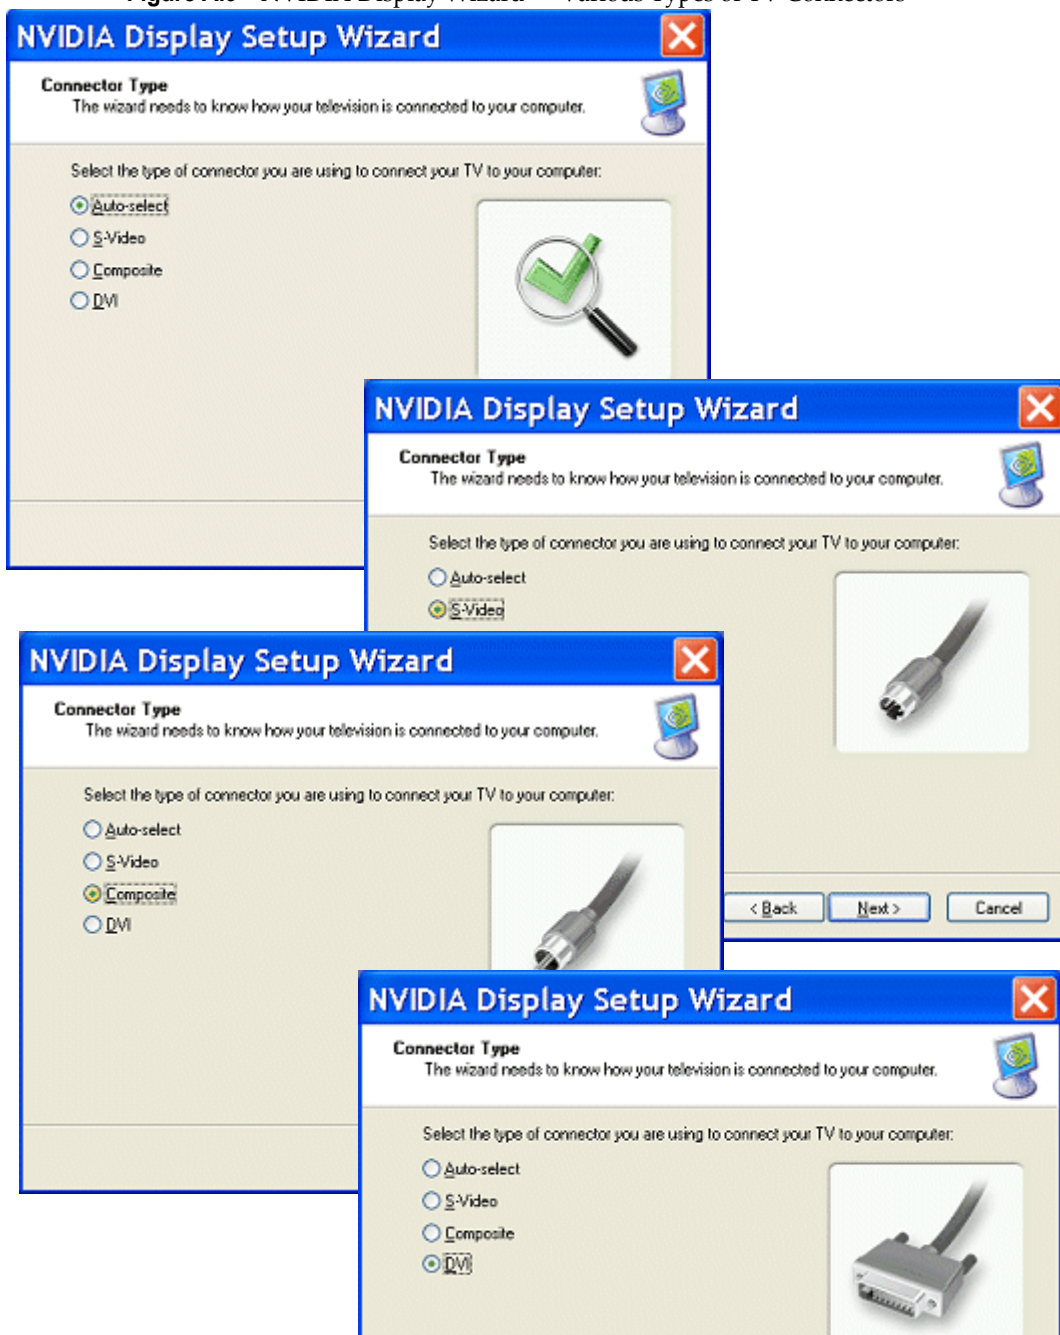 NVIDIA Display Wizard Various Types of TV Connectors
NVIDIA Display Setup Wizard
Connector Type
The wizard needs to know how your television is connected to your computer.
Select the type of connector you are using to connect your TV to your computer:
Auto-select
S-Video
Composite
DVI
NVIDIA Display Setup Wizard
Connector Type
The wizard needs to know how your television is connected to your computer.
Select the type of connector you are using to connect your TV to your computer:
Auto-select
S-Video
< Back Next > Cancel
NVIDIA Display Setup Wizard
Connector Type
The wizard needs to know how your television is connected to your computer.
Select the type of connector you are using to connect your TV to your computer:
Auto-select
S-Video
Composite
DVI
NVIDIA Display Setup Wizard
Connector Type
The wizard needs to know how your television is connected to your computer.
Select the type of connector you are using to connect your TV to your computer:
Auto-select
S-Video
Composite
DVI